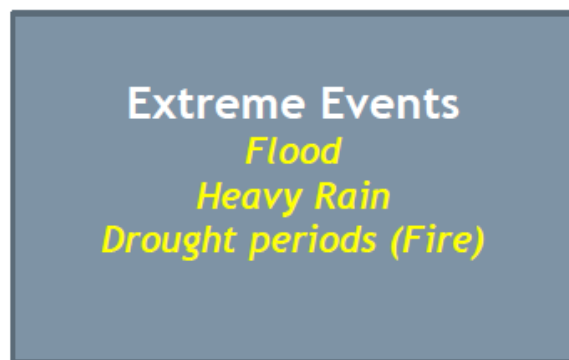 Extreme Events
Flood
Heavy Rain
Drought periods (Fire)